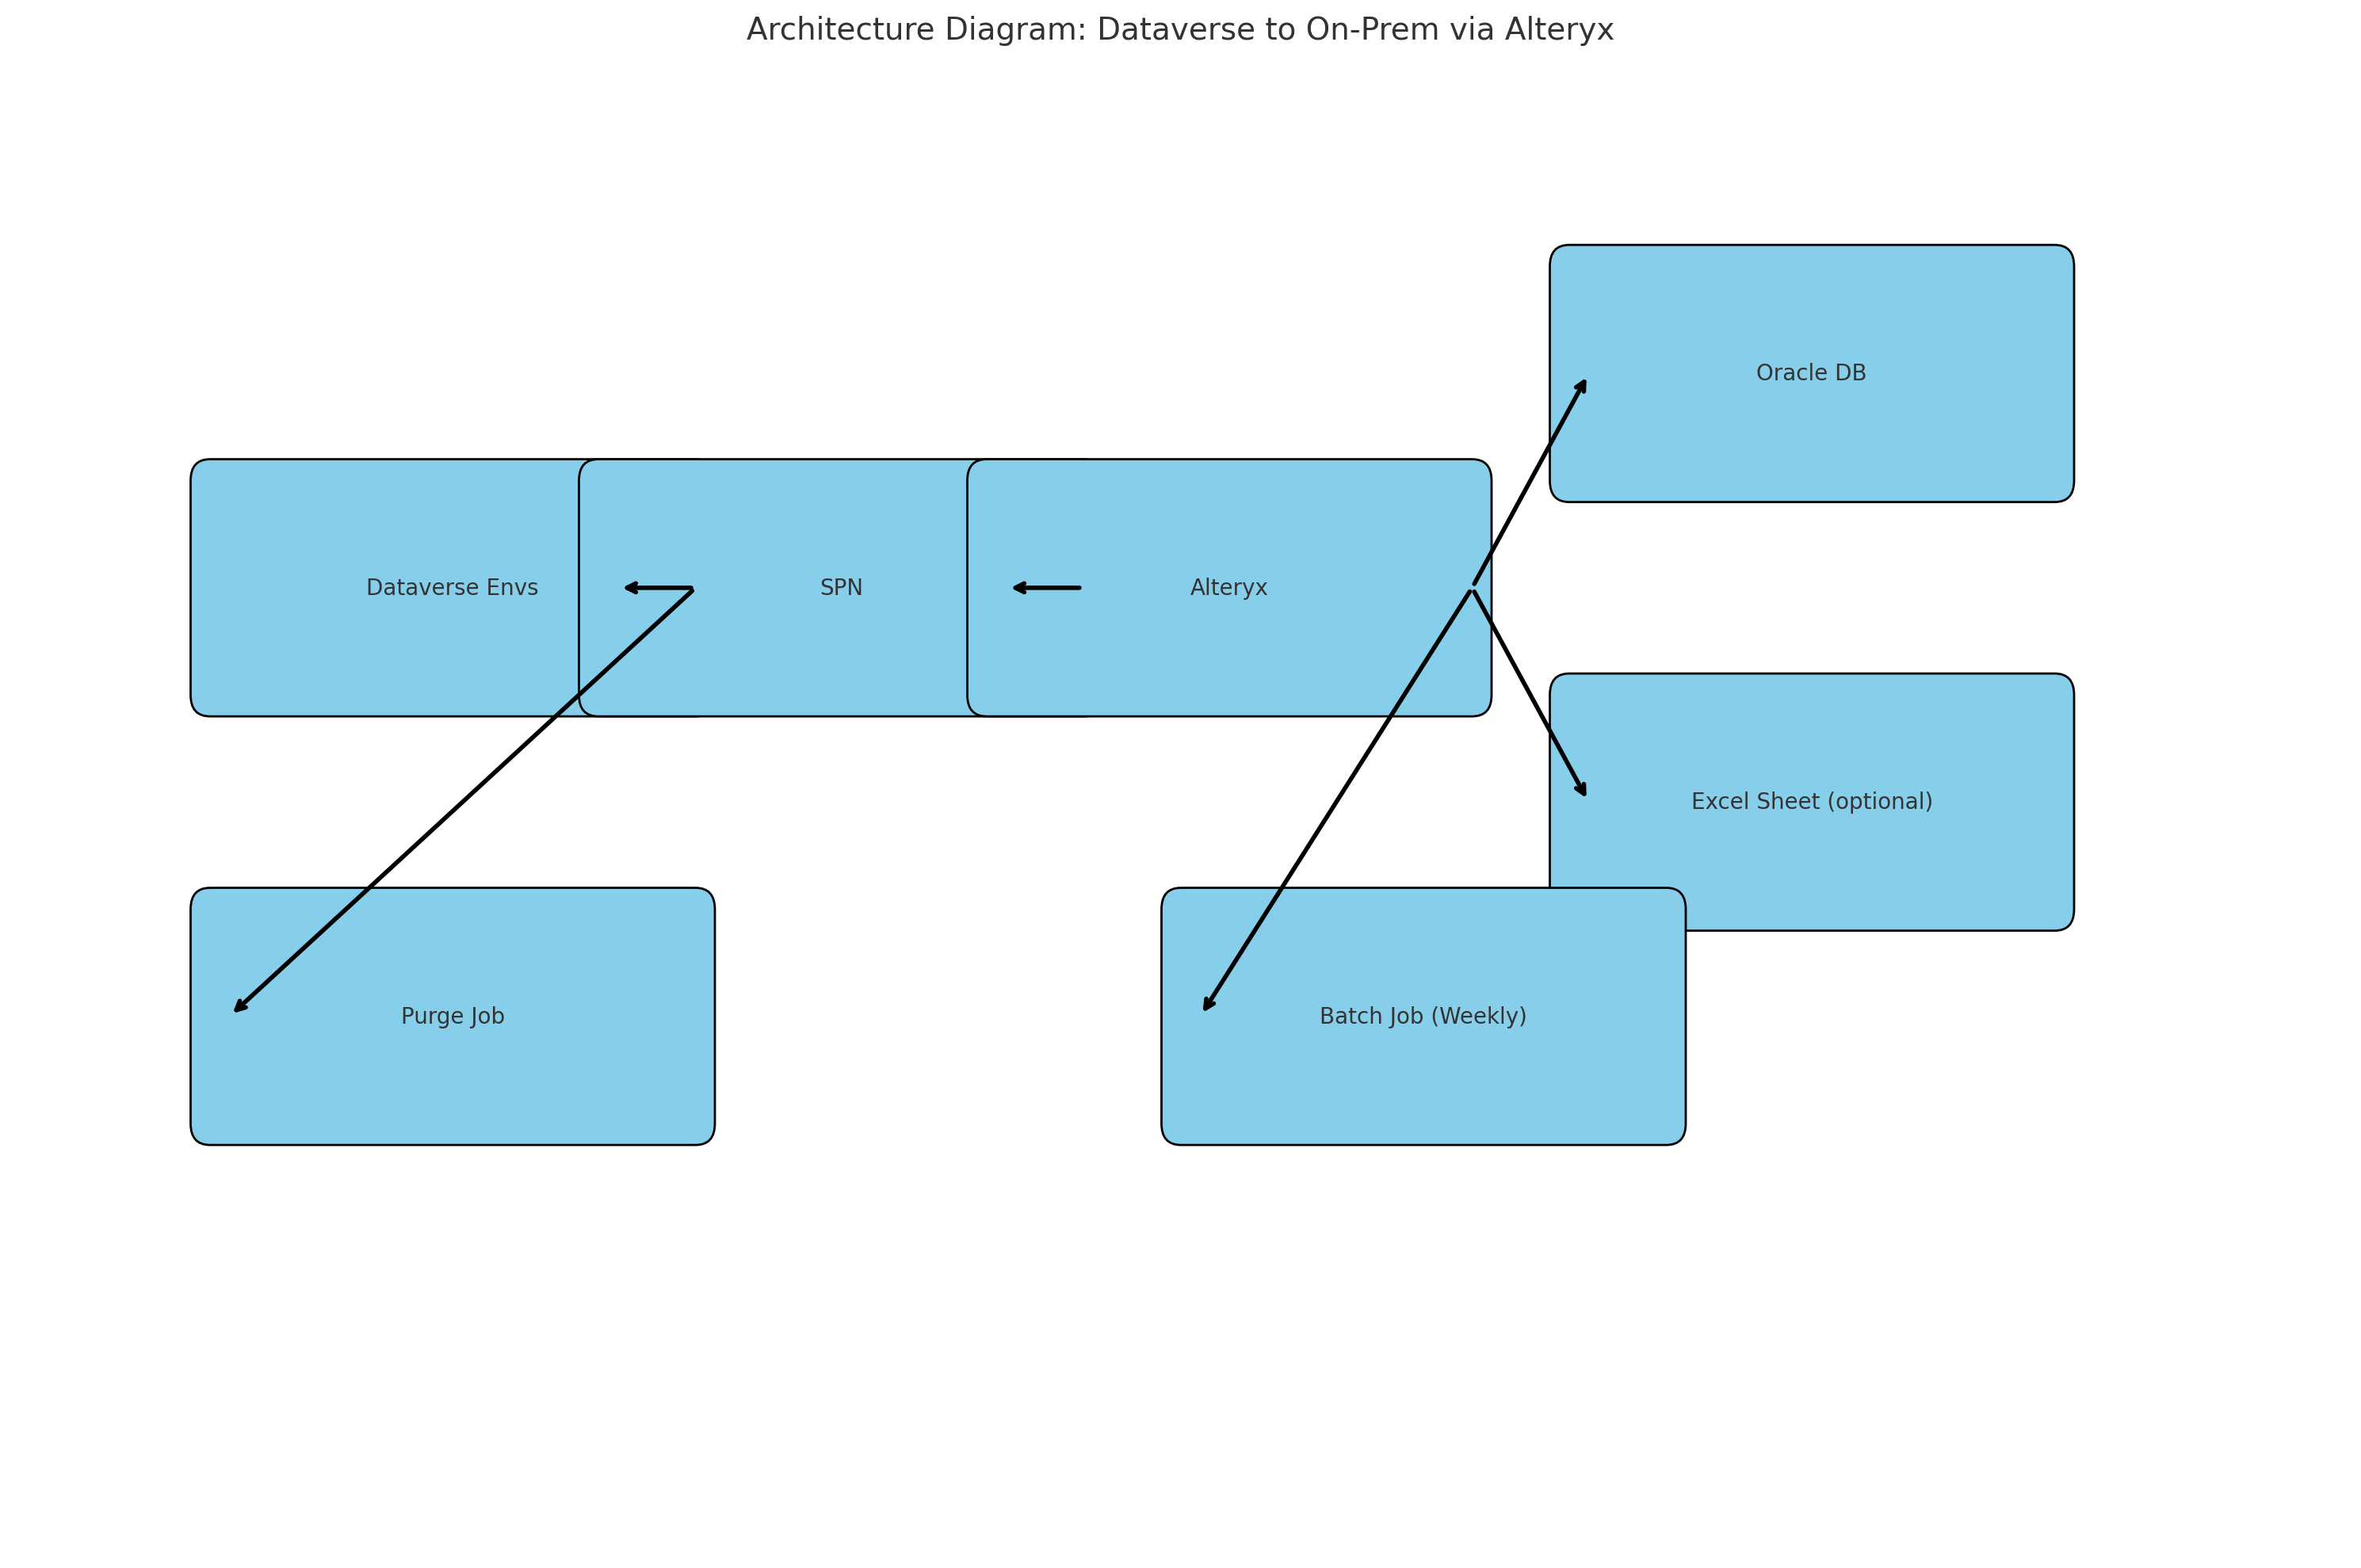 Architecture Diagram: Dataverse to On-Prem via Alteryx
Oracle DB
Dataverse Envs
SPN
Alteryx
Excel Sheet (optional)
Purge Job
Batch Job (Weekly)